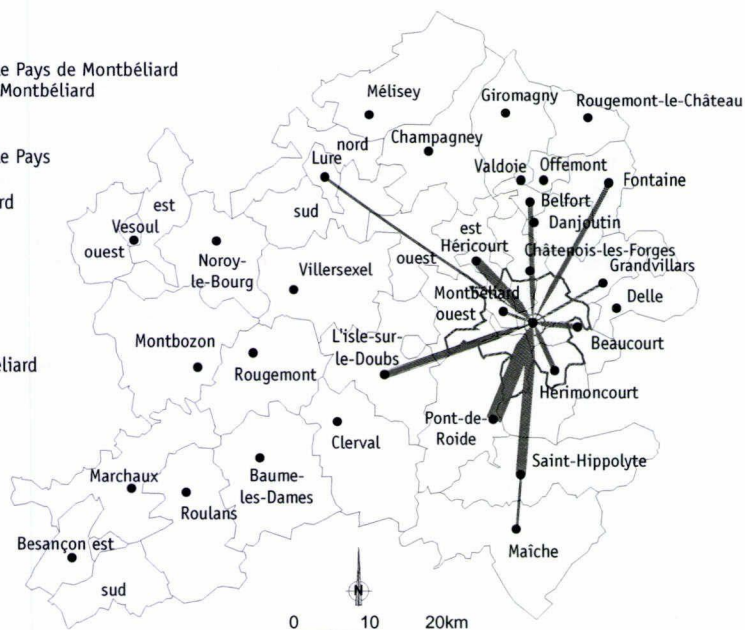 e Pays de Montbéliard
Montbéliard
e Pays
rd
éliard
Mélisey
Giromagny
Rougemont-le-Château
nord
Champagney
Lure
Valdoie
Offemont
Fontaine
sud
Belfort
Danjoutin
est
Vesoul
ouest
Noroy-
le-Bourg
est
Héricourt
ouest
Châtenois-les-Forges
Grandvillars
Villersexel
Montbéliard
ouest
Delle
Beaucourt
Montbozon
L'isle-sur-
le-Doubs
Rougemont
Hérimoncourt
Pont-de-
Roide
Clerval
Saint-Hippolyte
Marchaux
Baume-
les-Dames
Roulans
Besançon est
Maîche
sud
N
0 10 20km